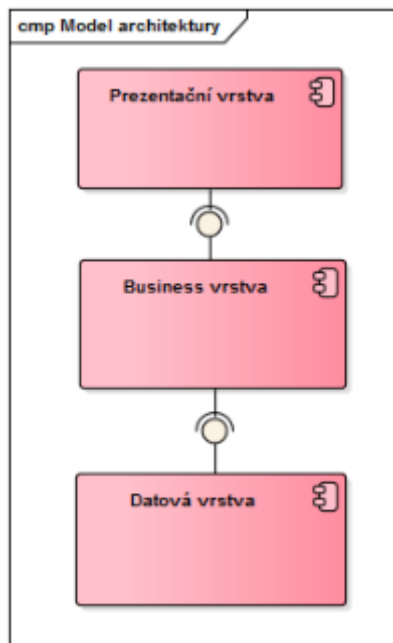 cmp Model architektury
Prezentační vrstva
Business vrstva
Datová vrstva